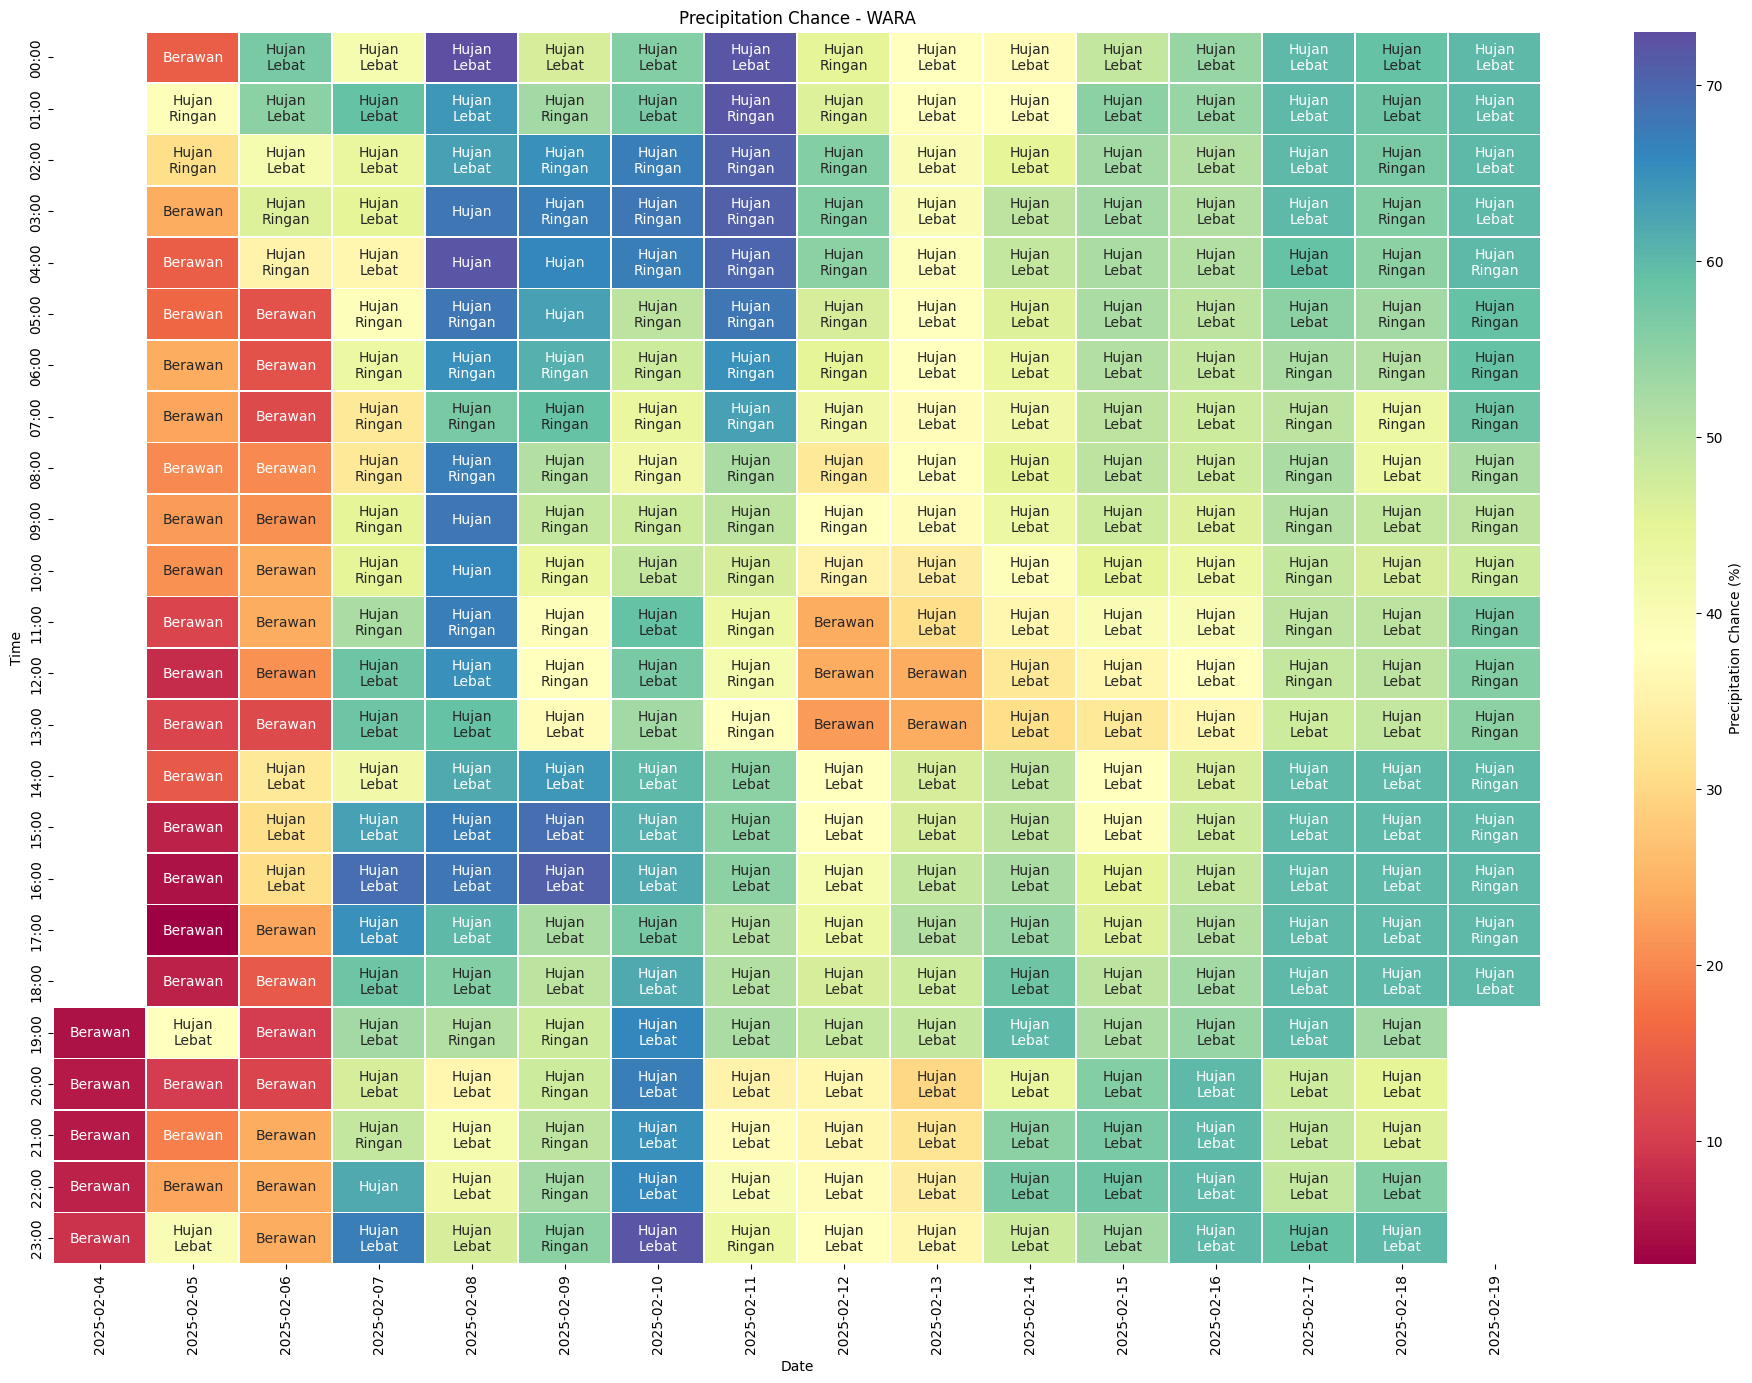 Precipitation Chance - WARA
00:00 Berawan Hujan Lebat Hujan Lebat Hujan Lebat Hujan Lebat Hujan Lebat Hujan Lebat Hujan Ringan Hujan Lebat Hujan Lebat Hujan Lebat Hujan Lebat Hujan Lebat Hujan Lebat Hujan Lebat
01:00 Hujan Ringan Hujan Lebat Hujan Lebat Hujan Lebat Hujan Ringan Hujan Lebat Hujan Ringan Hujan Ringan Hujan Lebat Hujan Lebat Hujan Lebat Hujan Lebat Hujan Lebat Hujan Lebat Hujan Lebat
02:00 Hujan Ringan Hujan Lebat Hujan Lebat Hujan Lebat Hujan Ringan Hujan Ringan Hujan Ringan Hujan Ringan Hujan Lebat Hujan Lebat Hujan Lebat Hujan Lebat Hujan Lebat Hujan Ringan Hujan Lebat
03:00 Berawan Hujan Ringan Hujan Lebat Hujan Hujan Ringan Hujan Ringan Hujan Ringan Hujan Ringan Hujan Lebat Hujan Lebat Hujan Lebat Hujan Lebat Hujan Lebat Hujan Ringan Hujan Lebat
04:00 Berawan Hujan Ringan Hujan Lebat Hujan Hujan Hujan Ringan Hujan Ringan Hujan Ringan Hujan Lebat Hujan Lebat Hujan Lebat Hujan Lebat Hujan Lebat Hujan Ringan Hujan Ringan
05:00 Berawan Berawan Hujan Ringan Hujan Ringan Hujan Hujan Ringan Hujan Ringan Hujan Ringan Hujan Lebat Hujan Lebat Hujan Lebat Hujan Lebat Hujan Lebat Hujan Ringan Hujan Ringan
06:00 Berawan Berawan Hujan Ringan Hujan Ringan Hujan Ringan Hujan Ringan Hujan Ringan Hujan Ringan Hujan Lebat Hujan Lebat Hujan Lebat Hujan Lebat Hujan Ringan Hujan Ringan Hujan Ringan
07:00 Berawan Berawan Hujan Ringan Hujan Ringan Hujan Ringan Hujan Ringan Hujan Ringan Hujan Ringan Hujan Lebat Hujan Lebat Hujan Lebat Hujan Lebat Hujan Ringan Hujan Ringan Hujan Ringan
08:00 Berawan Berawan Hujan Ringan Hujan Ringan Hujan Ringan Hujan Ringan Hujan Ringan Hujan Ringan Hujan Lebat Hujan Lebat Hujan Lebat Hujan Lebat Hujan Ringan Hujan Lebat Hujan Ringan
09:00 Berawan Berawan Hujan Ringan Hujan Hujan Ringan Hujan Ringan Hujan Ringan Hujan Ringan Hujan Lebat Hujan Lebat Hujan Lebat Hujan Lebat Hujan Ringan Hujan Lebat Hujan Ringan
10:00 Berawan Berawan Hujan Ringan Hujan Hujan Ringan Hujan Lebat Hujan Ringan Hujan Ringan Hujan Lebat Hujan Lebat Hujan Lebat Hujan Lebat Hujan Ringan Hujan Lebat Hujan Ringan
11:00 Berawan Berawan Hujan Ringan Hujan Ringan Hujan Ringan Hujan Lebat Hujan Ringan Berawan Hujan Lebat Hujan Lebat Hujan Lebat Hujan Lebat Hujan Ringan Hujan Lebat Hujan Ringan
12:00 Berawan Berawan Hujan Lebat Hujan Lebat Hujan Ringan Hujan Lebat Hujan Ringan Berawan Berawan Hujan Lebat Hujan Lebat Hujan Lebat Hujan Ringan Hujan Lebat Hujan Ringan
13:00 Berawan Berawan Hujan Lebat Hujan Lebat Hujan Lebat Hujan Lebat Hujan Ringan Berawan Berawan Hujan Lebat Hujan Lebat Hujan Lebat Hujan Lebat Hujan Lebat Hujan Ringan
14:00 Berawan Hujan Lebat Hujan Lebat Hujan Lebat Hujan Lebat Hujan Lebat Hujan Lebat Hujan Lebat Hujan Lebat Hujan Lebat Hujan Lebat Hujan Lebat Hujan Lebat Hujan Lebat Hujan Ringan
15:00 Berawan Hujan Lebat Hujan Lebat Hujan Lebat Hujan Lebat Hujan Lebat Hujan Lebat Hujan Lebat Hujan Lebat Hujan Lebat Hujan Lebat Hujan Lebat Hujan Lebat Hujan Lebat Hujan Ringan
16:00 Berawan Hujan Lebat Hujan Lebat Hujan Lebat Hujan Lebat Hujan Lebat Hujan Lebat Hujan Lebat Hujan Lebat Hujan Lebat Hujan Lebat Hujan Lebat Hujan Lebat Hujan Lebat Hujan Ringan
17:00 Berawan Berawan Hujan Lebat Hujan Lebat Hujan Lebat Hujan Lebat Hujan Lebat Hujan Lebat Hujan Lebat Hujan Lebat Hujan Lebat Hujan Lebat Hujan Lebat Hujan Lebat Hujan Ringan
18:00 Berawan Berawan Hujan Lebat Hujan Lebat Hujan Lebat Hujan Lebat Hujan Lebat Hujan Lebat Hujan Lebat Hujan Lebat Hujan Lebat Hujan Lebat Hujan Lebat Hujan Lebat Hujan Lebat
19:00 Berawan Hujan Lebat Berawan Hujan Lebat Hujan Ringan Hujan Ringan Hujan Lebat Hujan Lebat Hujan Lebat Hujan Lebat Hujan Lebat Hujan Lebat Hujan Lebat Hujan Lebat Hujan Lebat
20:00 Berawan Berawan Berawan Hujan Lebat Hujan Lebat Hujan Ringan Hujan Lebat Hujan Lebat Hujan Lebat Hujan Lebat Hujan Lebat Hujan Lebat Hujan Lebat Hujan Lebat Hujan Lebat
21:00 Berawan Berawan Berawan Hujan Ringan Hujan Lebat Hujan Ringan Hujan Lebat Hujan Lebat Hujan Lebat Hujan Lebat Hujan Lebat Hujan Lebat Hujan Lebat Hujan Lebat Hujan Lebat
22:00 Berawan Berawan Berawan Hujan Hujan Lebat Hujan Ringan Hujan Lebat Hujan Lebat Hujan Lebat Hujan Lebat Hujan Lebat Hujan Lebat Hujan Lebat Hujan Lebat Hujan Lebat
23:00 Berawan Hujan Lebat Berawan Hujan Lebat Hujan Lebat Hujan Ringan Hujan Lebat Hujan Ringan Hujan Lebat Hujan Lebat Hujan Lebat Hujan Lebat Hujan Lebat Hujan Lebat Hujan Lebat
Time
2025-02-04 2025-02-05 2025-02-06 2025-02-07 2025-02-08 2025-02-09 2025-02-10 2025-02-11 2025-02-12 2025-02-13 2025-02-14 2025-02-15 2025-02-16 2025-02-17 2025-02-18 2025-02-19
Date
70
60
50
40
30
20
10
Precipitation Chance (%)